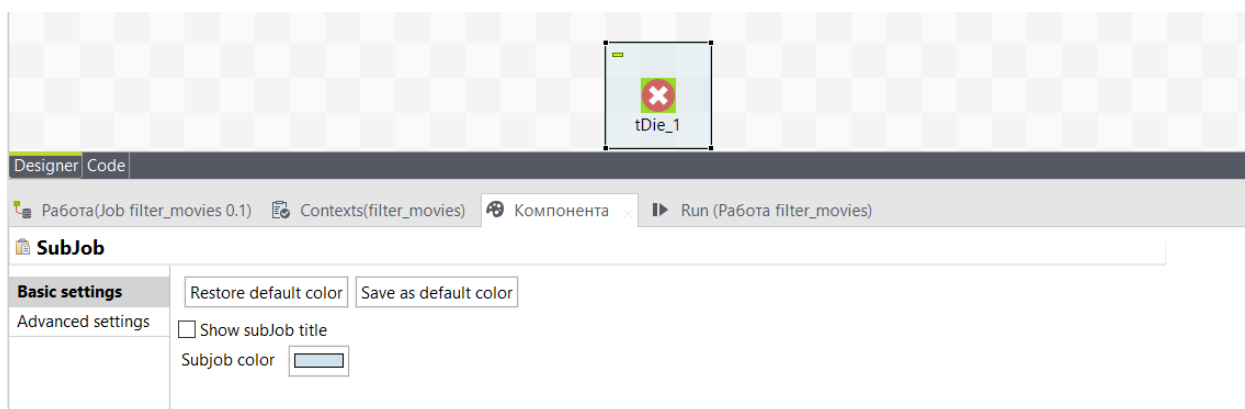 tDie_1
Designer Code
Работа(Job filter_movies 0.1) Contexts(filter_movies) Компонента Run (Работа filter_movies)
SubJob
Basic settings Restore default color Save as default color
Advanced settings Show subJob title
Subjob color